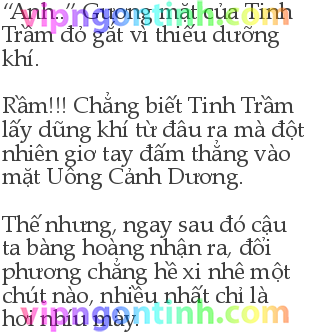 “Anh..” Gương mặt của Tinh
vipngontinh.com
Trầm đỏ gắt vì thiếu dưỡng
khí.
Rầm!!! Chẳng biết Tinh Trầm
lấy dũng khí từ đâu ra mà đột
nhiên giơ tay đấm thẳng vào
mặt Uông Cảnh Dương.
Thế nhưng, ngay sau đó cậu
ta bàng hoàng nhận ra, đối
phương chẳng hề xi nhê một
chút nào, nhiều nhất chỉ là
vipngontinh.com
hơi nhíu mày.